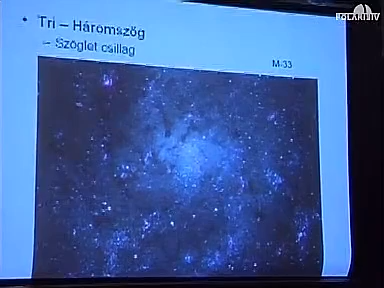 POLARIS TV
• Tri – Háromszög
– Szöglet csillag
M-33